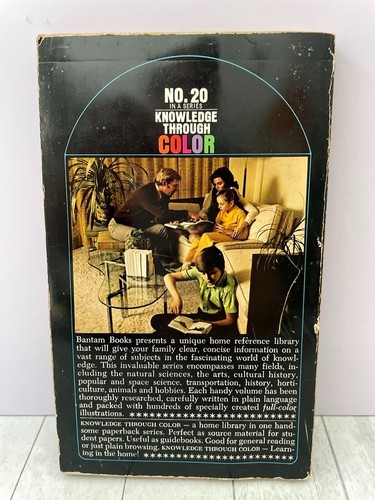 NO. 20
IN A SERIES
KNOWLEDGE
THROUGH
COLOR
Bantam Books presents a unique home reference library
that will give your family clear, concise information on a
vast range of subjects in the fascinating world of knowl-
edge. This invaluable series encompasses many fields, in-
cluding the natural sciences, the arts, cultural history,
popular and space science, transportation, history, horti-
culture, animals and hobbies. Each handy volume has been
thoroughly researched, carefully written in plain language
and packed with hundreds of specially created full-color
illustrations. ★★★★★★★★★★★★★★★★★★★★★★★
KNOWLEDGE THROUGH COLOR — a home library in one hand-
some paperback series. Perfect as source material for stu-
dent papers. Useful as guidebooks. Good for general reading
or just plain browsing. KNOWLEDGE THROUGH COLOR — Learn-
ing in the home! ★★★★★★★★★★★★★★★★★★★★★